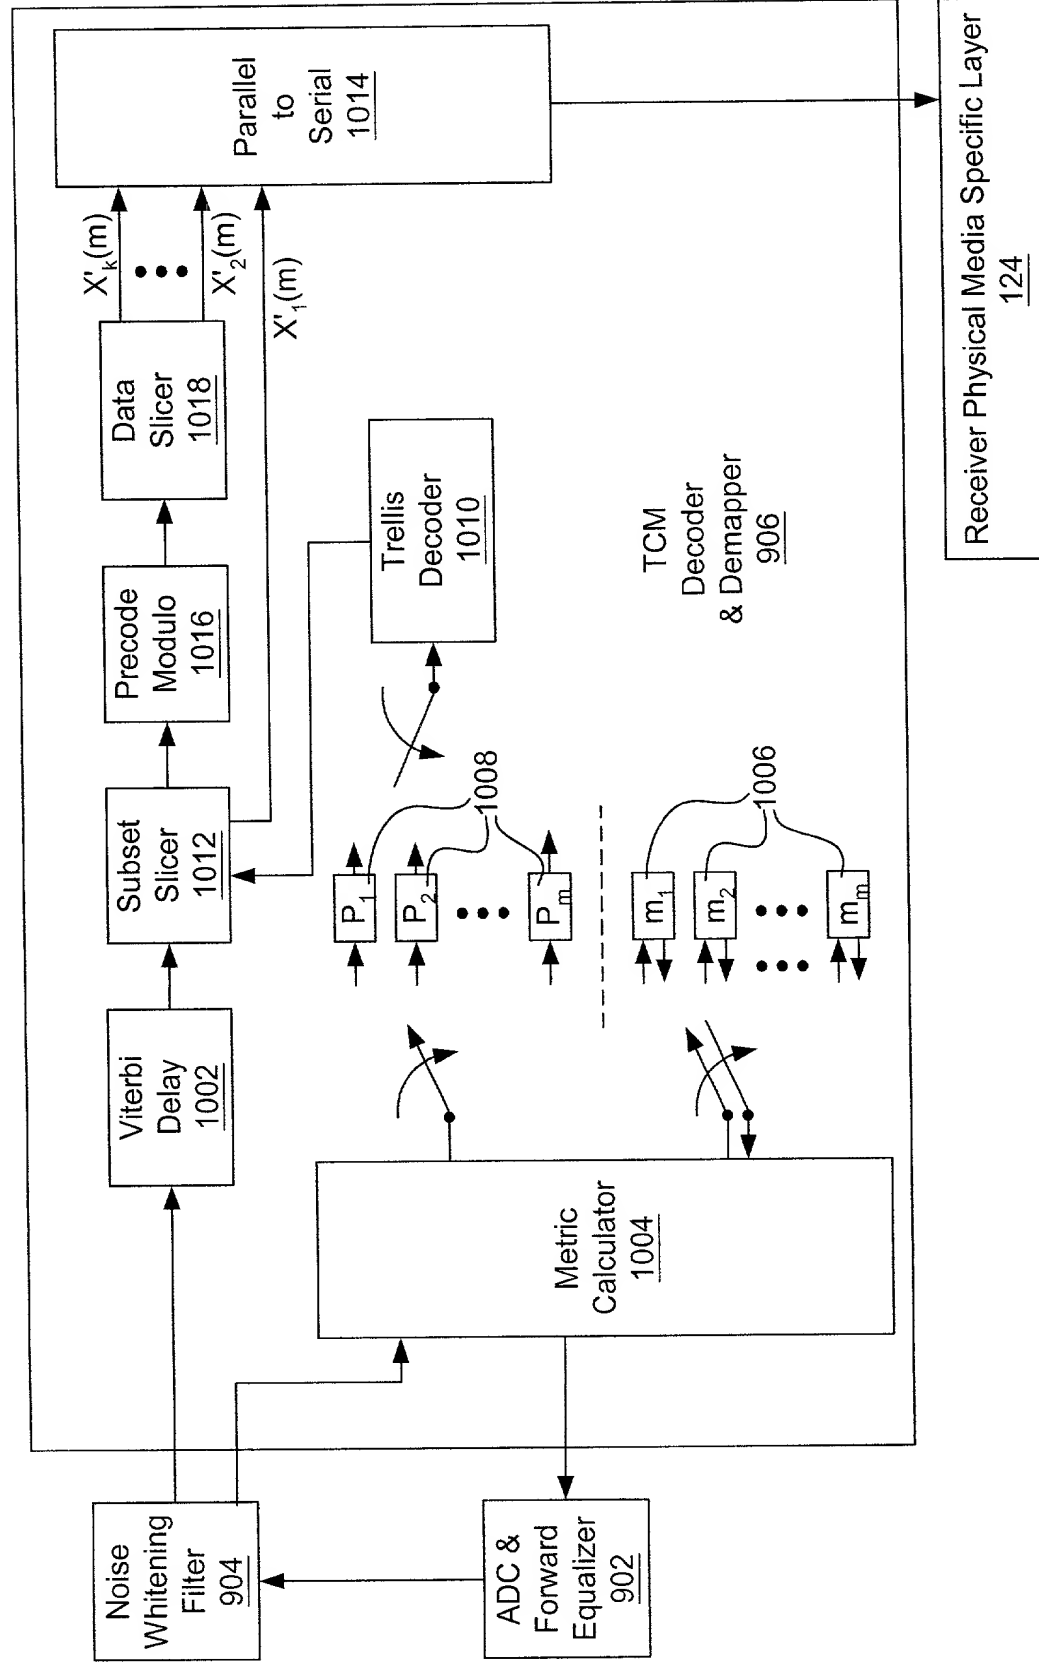 Noise
Whitening
Filter
904
ADC &
Forward
Equalizer
902
Viterbi
Delay
1002
Subset
Slicer
1012
Precode
Modulo
1016
Data
Slicer
1018
X'k(m)
X'2(m)
X'1(m)
Parallel
to
Serial
1014
Metric
Calculator
1004
P1
P2
Pm
1008
Trellis
Decoder
1010
m1
m2
mm
1006
TCM
Decoder
& Demapper
906
Receiver Physical Media Specific Layer
124